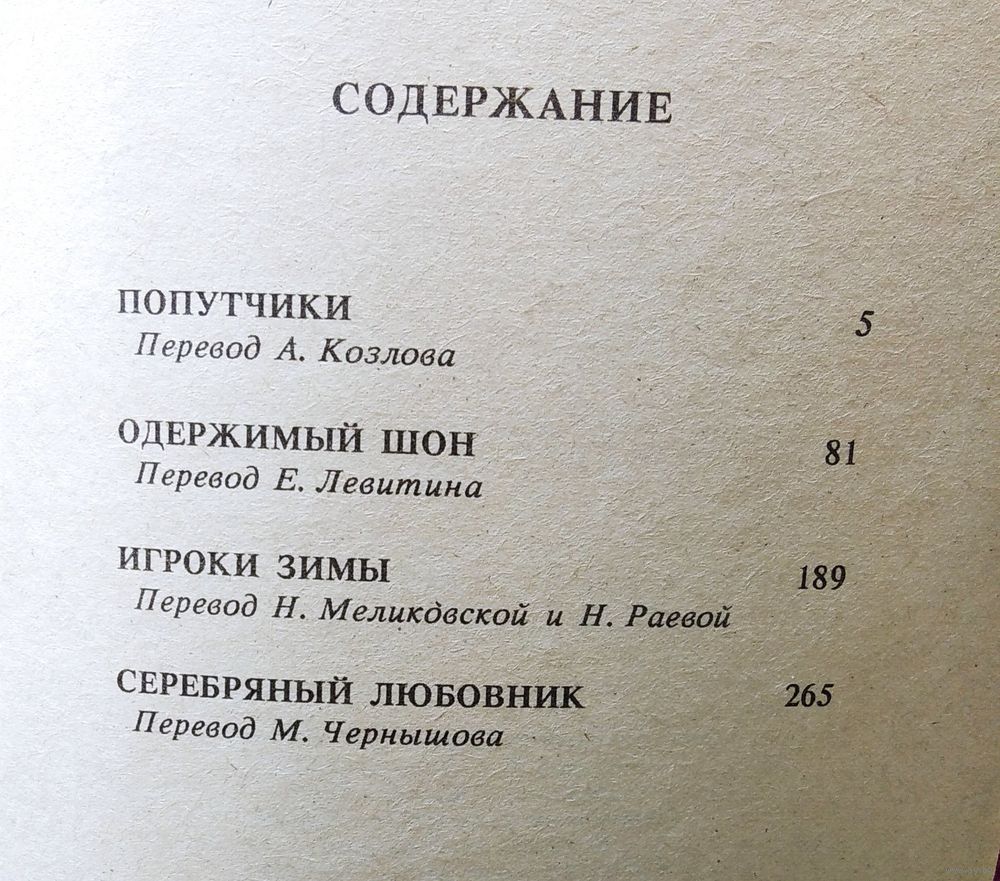 СОДЕРЖАНИЕ
ПОПУТЧИКИ 5
Перевод А. Козлова
ОДЕРЖИМЫЙ ШОН 81
Перевод Е. Левитина
ИГРОКИ ЗИМЫ 189
Перевод Н. Меликовской и Н. Раевой
СЕРЕБРЯНЫЙ ЛЮБОВНИК 265
Перевод М. Чернышова